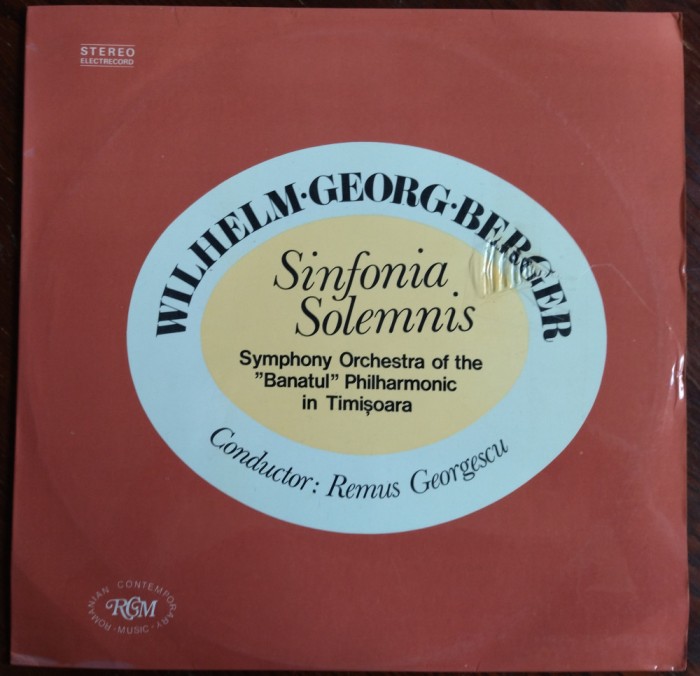 STEREO
ELECTRECORD
WILHELM·GEORG·BERGER
Sinfonia
Solemnis
Symphony Orchestra of the
"Banatul" Philharmonic
in Timișoara
Conductor: Remus Georgescu
ROMANIAN CONTEMPORARY
RCM
·MUSIC·